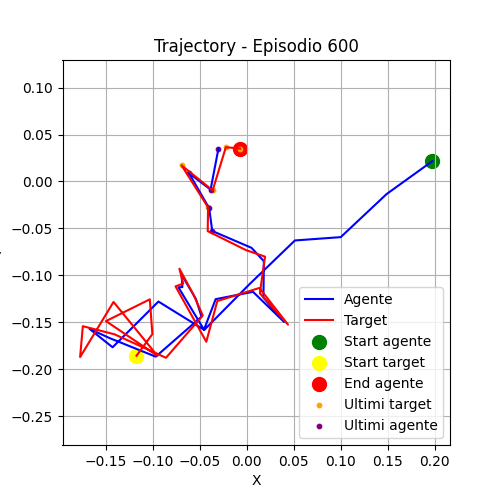 Trajectory - Episodio 600
0.10
0.05
0.00
−0.05
−0.10
−0.15
−0.20
−0.25
Agente
Target
Start agente
Start target
End agente
Ultimi target
Ultimi agente
−0.15 −0.10 −0.05 0.00 0.05 0.10 0.15 0.20
X